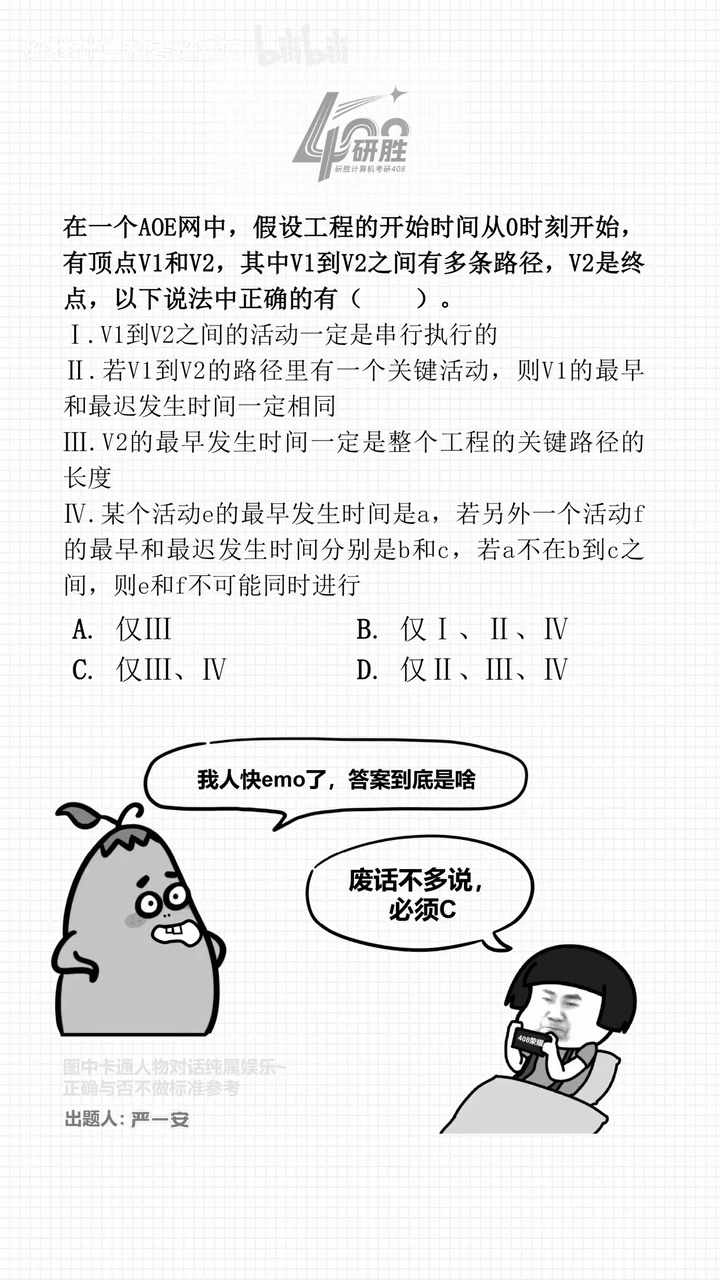 bilibili
408
研胜
研胜计算机考研408
在一个AOE网中，假设工程的开始时间从0时刻开始，
有顶点V1和V2，其中V1到V2之间有多条路径，V2是终
点，以下说法中正确的有（　　）。
Ⅰ.V1到V2之间的活动一定是串行执行的
Ⅱ.若V1到V2的路径里有一个关键活动，则V1的最早
和最迟发生时间一定相同
Ⅲ.V2的最早发生时间一定是整个工程的关键路径的
长度
Ⅳ.某个活动e的最早发生时间是a，若另外一个活动f
的最早和最迟发生时间分别是b和c，若a不在b到c之
间，则e和f不可能同时进行
A. 仅Ⅲ　　B. 仅Ⅰ、Ⅱ、Ⅳ
C. 仅Ⅲ、Ⅳ　　D. 仅Ⅱ、Ⅲ、Ⅳ
我人快emo了，答案到底是啥
废话不多说，
必须C
408荣耀
图中卡通人物对话纯属娱乐~
正确与否不做标准参考
出题人：严一安